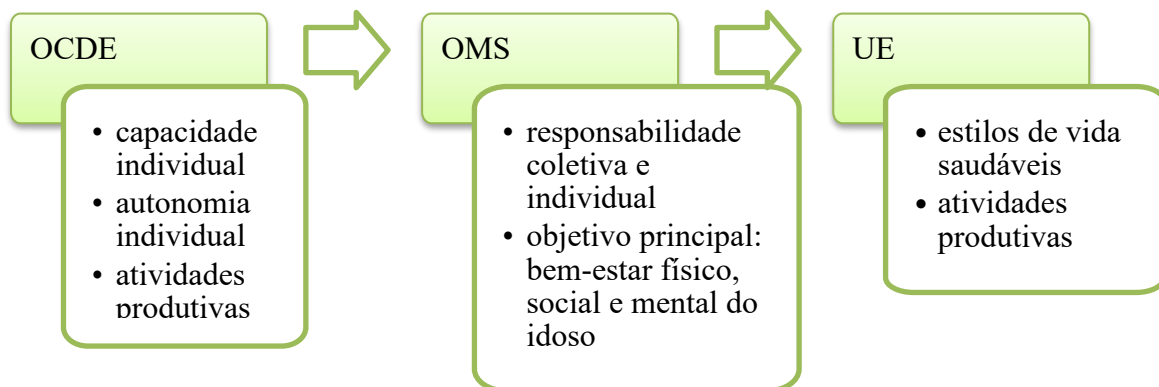 OCDE
• capacidade
individual
• autonomia
individual
• atividades
produtivas
OMS
• responsabilidade
coletiva e
individual
• objetivo principal:
bem-estar físico,
social e mental do
idoso
UE
• estilos de vida
saudáveis
• atividades
produtivas